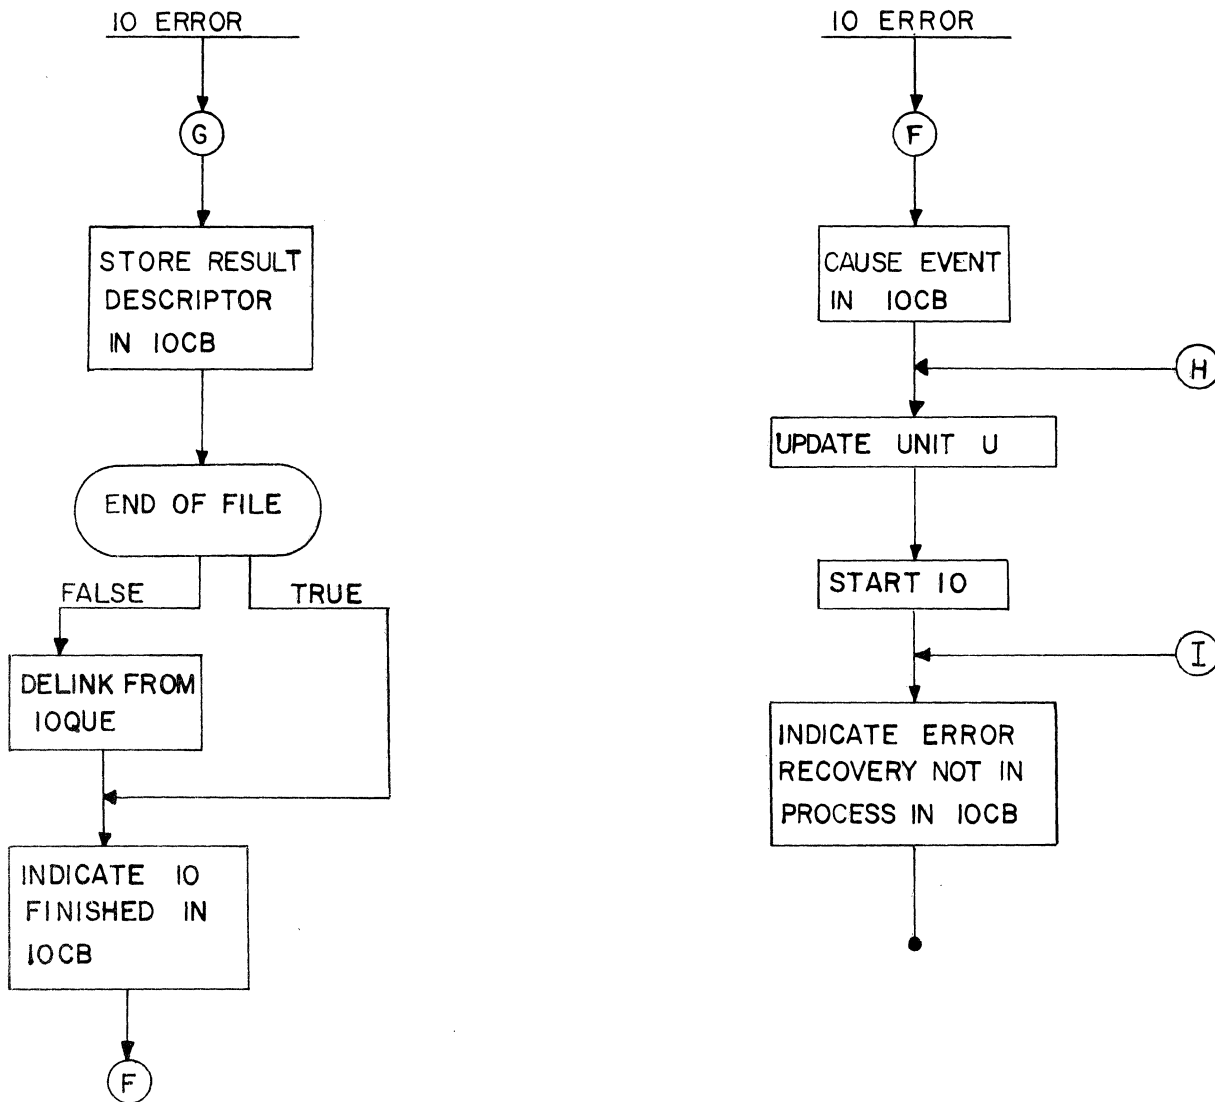 IO ERROR
G
STORE RESULT
DESCRIPTOR
IN IOCB
END OF FILE
FALSE
TRUE
DELINK FROM
IOQUE
INDICATE IO
FINISHED IN
IOCB
F
IO ERROR
F
CAUSE EVENT
IN IOCB
H
UPDATE UNIT U
START IO
I
INDICATE ERROR
RECOVERY NOT IN
PROCESS IN IOCB